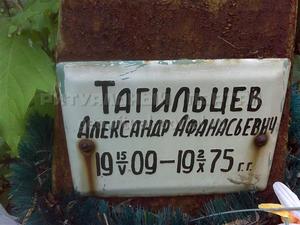 ТАГИЛЬЦЕВ
АЛЕКСАНДР АФАНАСЬЕВИЧ
19 15/V 09 – 19 2/X 75 г.г.